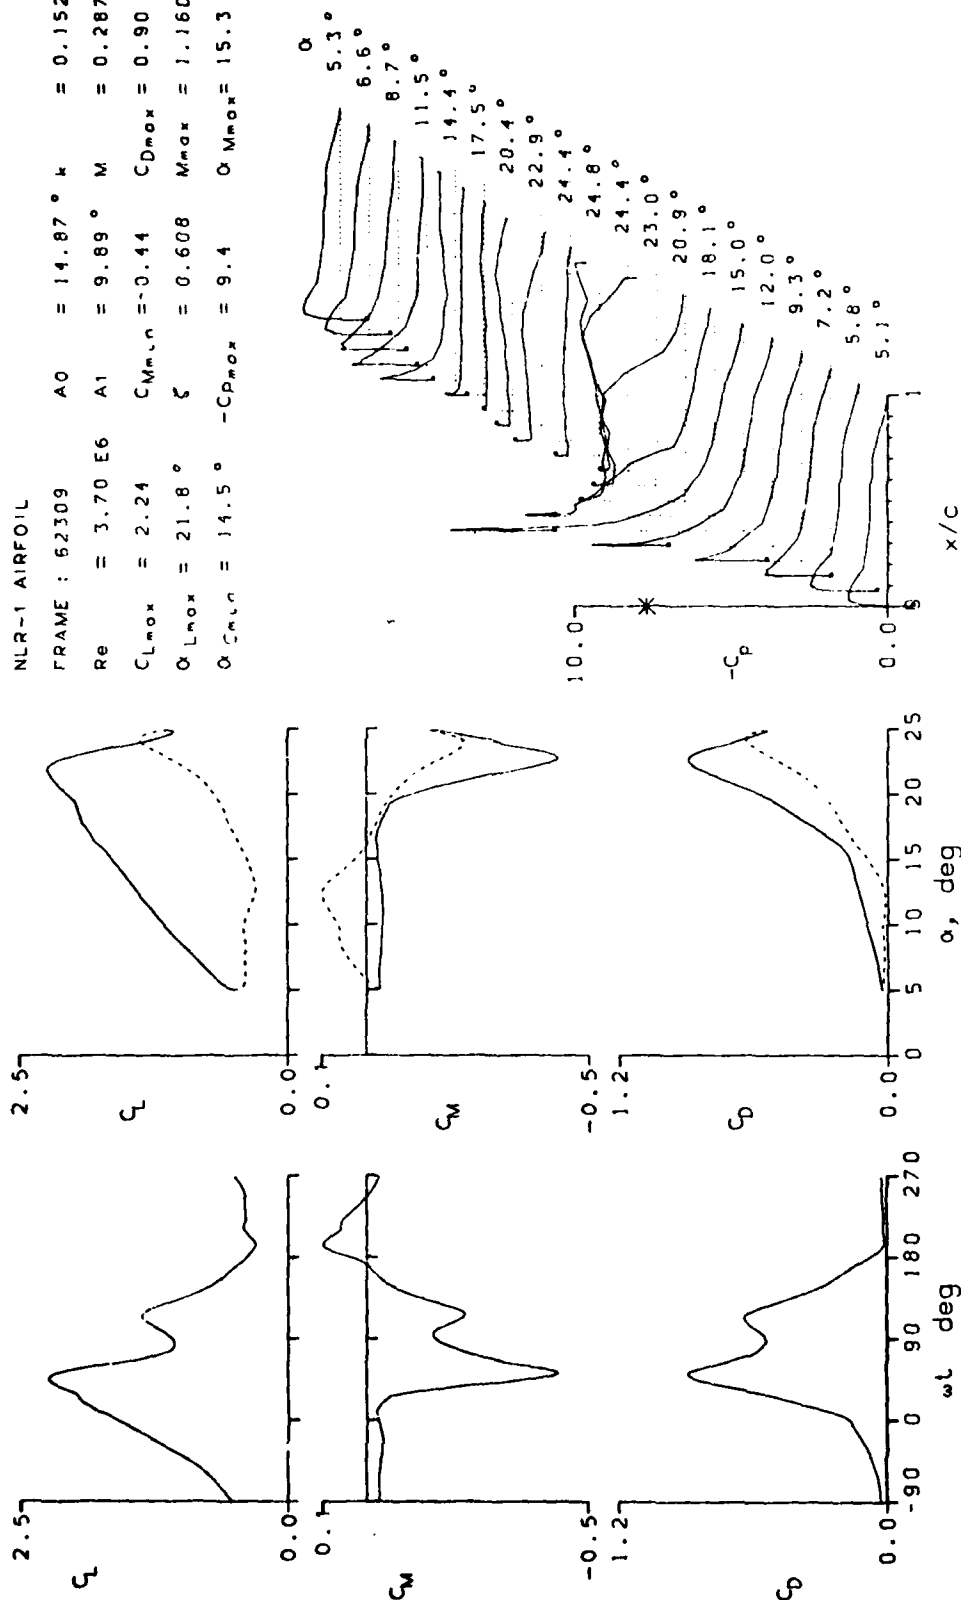 NLR-1 AIRFOIL
FRAME : 62309 A0 = 14.87 ° k = 0.152
Re = 3.70 E6 A1 = 9.89 ° M = 0.287
CLmax = 2.24 CMmin =-0.44 CDmax = 0.90
αLmax = 21.8 ° ζ = 0.608 Mmax = 1.160
αCmin = 14.5 ° -Cpmax = 9.4 αMmax = 15.3
2.5
CL
0.0
0.1
CM
-0.5
1.2
CD
0.0
-90 0 90 180 270
ωt deg
2.5
CL
0.0
0.1
CM
-0.5
1.2
CD
0.0
0 5 10 15 20 25
α, deg
α
5.3 °
6.6 °
8.7 °
11.5 °
14.4 °
17.5 °
20.4 °
22.9 °
24.4 °
24.8 °
24.4 °
23.0 °
20.9 °
18.1 °
15.0 °
12.0 °
9.3 °
7.2 °
5.8 °
5.1 °
10.0
-Cp
0.0
1
x/c